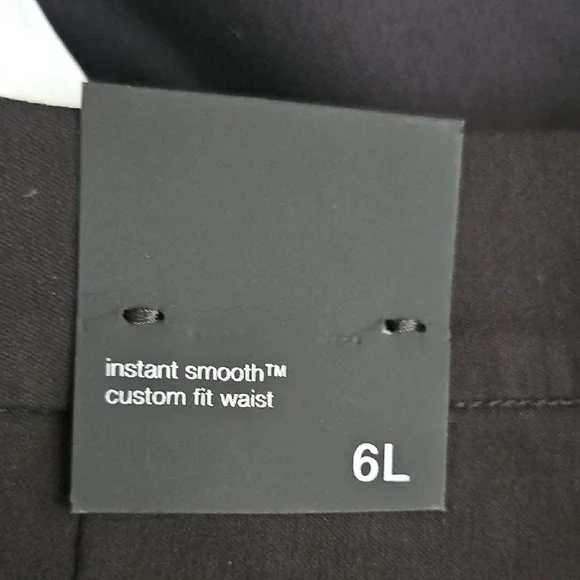 instant smooth™
custom fit waist
6L